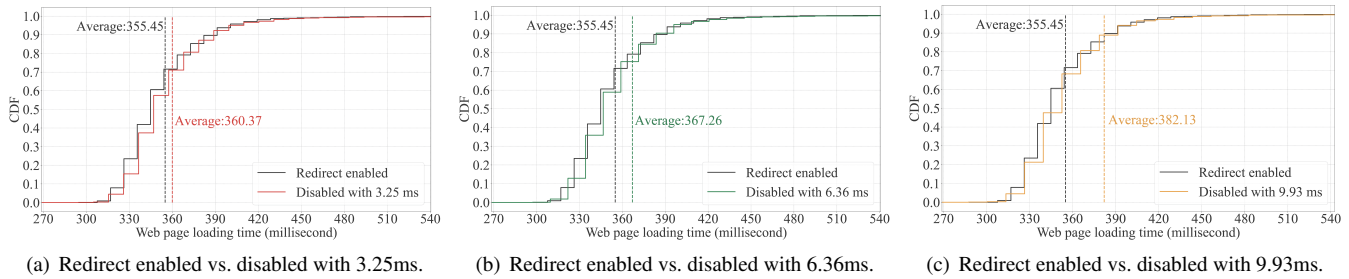 1.0
0.9
0.8
0.7
0.6
0.5
0.4
0.3
0.2
0.1
0.0
CDF
Average:355.45
Average:360.37
Redirect enabled
Disabled with 3.25 ms
270 300 330 360 390 420 450 480 510 540
Web page loading time (millisecond)
(a) Redirect enabled vs. disabled with 3.25ms.
1.0
0.9
0.8
0.7
0.6
0.5
0.4
0.3
0.2
0.1
0.0
CDF
Average:355.45
Average:367.26
Redirect enabled
Disabled with 6.36 ms
270 300 330 360 390 420 450 480 510 540
Web page loading time (millisecond)
(b) Redirect enabled vs. disabled with 6.36ms.
1.0
0.9
0.8
0.7
0.6
0.5
0.4
0.3
0.2
0.1
0.0
CDF
Average:355.45
Average:382.13
Redirect enabled
Disabled with 9.93 ms
270 300 330 360 390 420 450 480 510 540
Web page loading time (millisecond)
(c) Redirect enabled vs. disabled with 9.93ms.